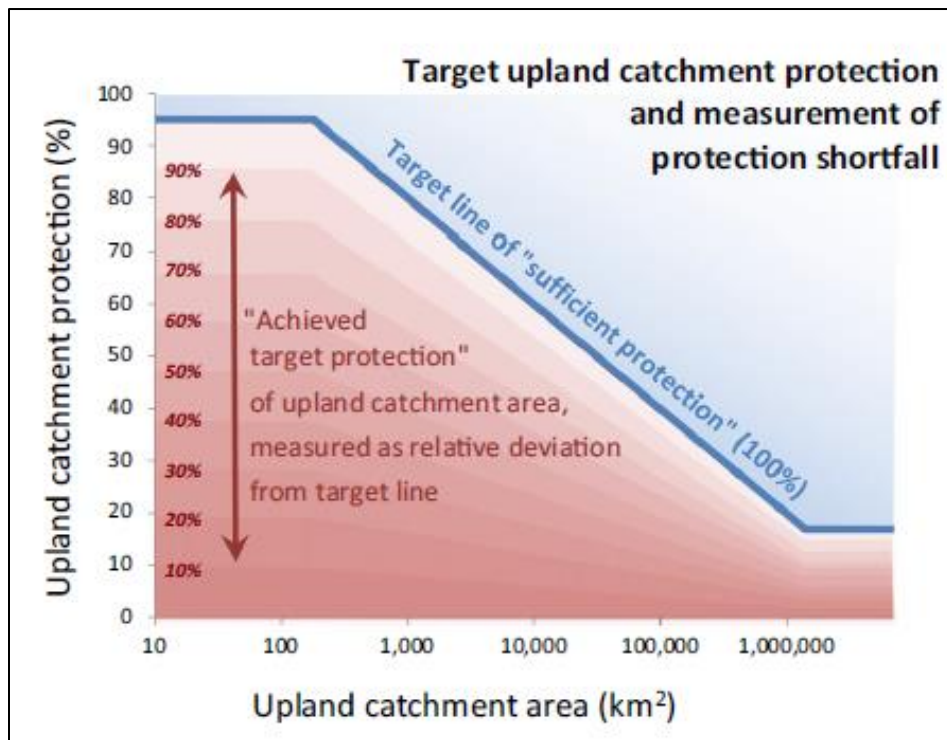 Target upland catchment protection
and measurement of
protection shortfall
Upland catchment protection (%)
100
90
80
70
60
50
40
30
20
10
0
90%
80%
70%
60%
50%
40%
30%
20%
10%
"Achieved
target protection"
of upland catchment area,
measured as relative deviation
from target line
Target line of "sufficient protection" (100%)
10
100
1,000
10,000
100,000
1,000,000
Upland catchment area (km²)